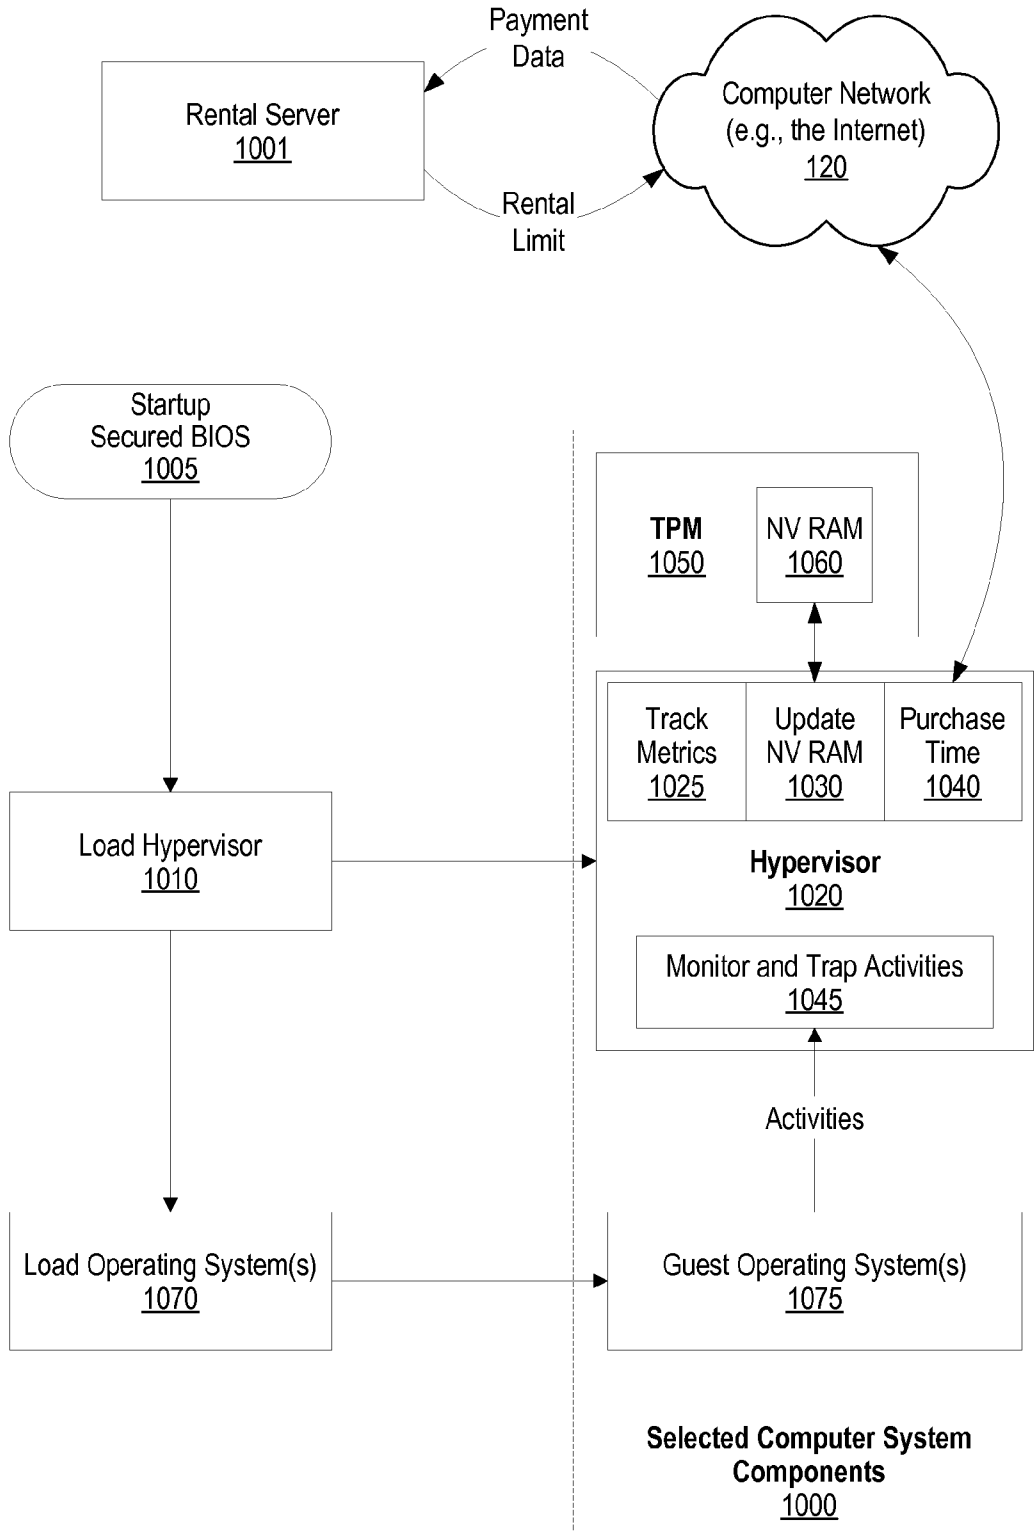 Payment
Data
Rental Server
1001
Computer Network
(e.g., the Internet)
120
Rental
Limit
Startup
Secured BIOS
1005
TPM
1050
NV RAM
1060
Track
Metrics
1025
Update
NV RAM
1030
Purchase
Time
1040
Load Hypervisor
1010
Hypervisor
1020
Monitor and Trap Activities
1045
Activities
Load Operating System(s)
1070
Guest Operating System(s)
1075
Selected Computer System
Components
1000